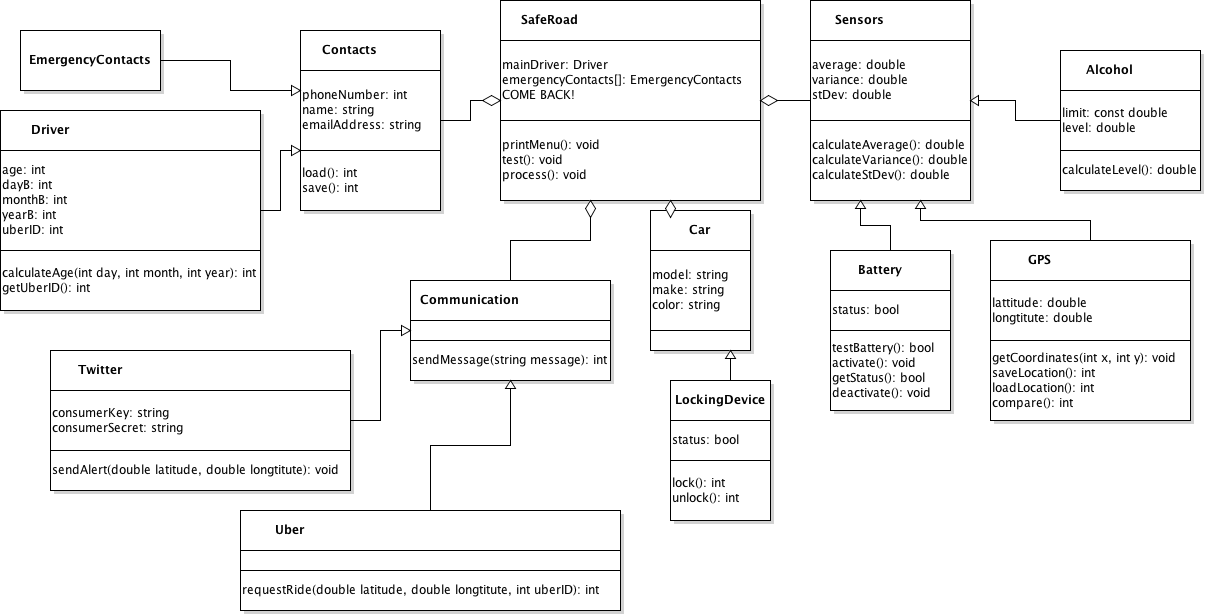 SafeRoad
mainDriver: Driver
emergencyContacts[]: EmergencyContacts
COME BACK!
printMenu(): void
test(): void
process(): void
Sensors
average: double
variance: double
stDev: double
calculateAverage(): double
calculateVariance(): double
calculateStDev(): double
EmergencyContacts
Contacts
phoneNumber: int
name: string
emailAddress: string
load(): int
save(): int
Alcohol
limit: const double
level: double
calculateLevel(): double
Driver
age: int
dayB: int
monthB: int
yearB: int
uberID: int
calculateAge(int day, int month, int year): int
getUberID(): int
Car
model: string
make: string
color: string
Battery
status: bool
testBattery(): bool
activate(): void
getStatus(): bool
deactivate(): void
GPS
lattitude: double
longtitute: double
getCoordinates(int x, int y): void
saveLocation(): int
loadLocation(): int
compare(): int
Communication
sendMessage(string message): int
Twitter
consumerKey: string
consumerSecret: string
sendAlert(double latitude, double longtitute): void
LockingDevice
status: bool
lock(): int
unlock(): int
Uber
requestRide(double latitude, double longtitute, int uberID): int